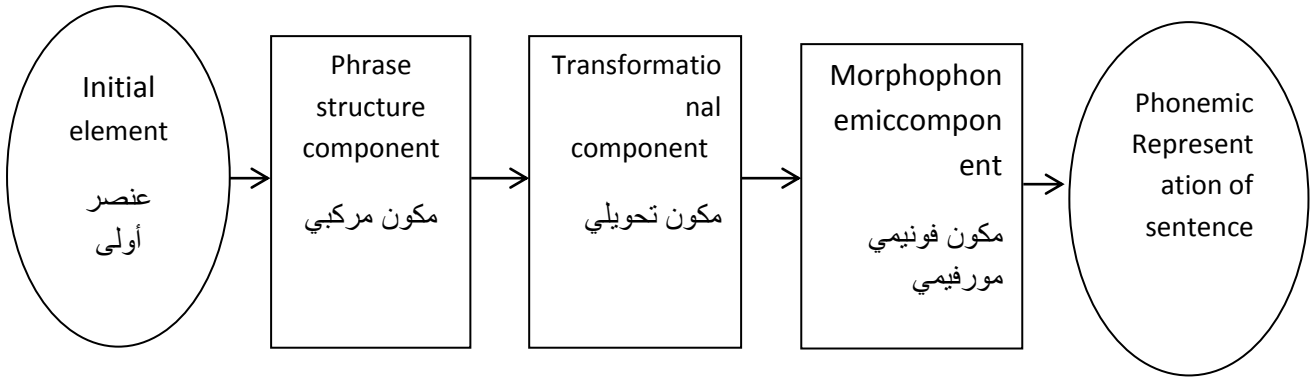 Initial
element
عنصر
أولى
Phrase
structure
component
مكون مركبي
Transformatio
nal
component
مكون تحويلي
Morphophon
emiccompon
ent
مكون فونيمي
مورفيمي
Phonemic
Represent
ation of
sentence